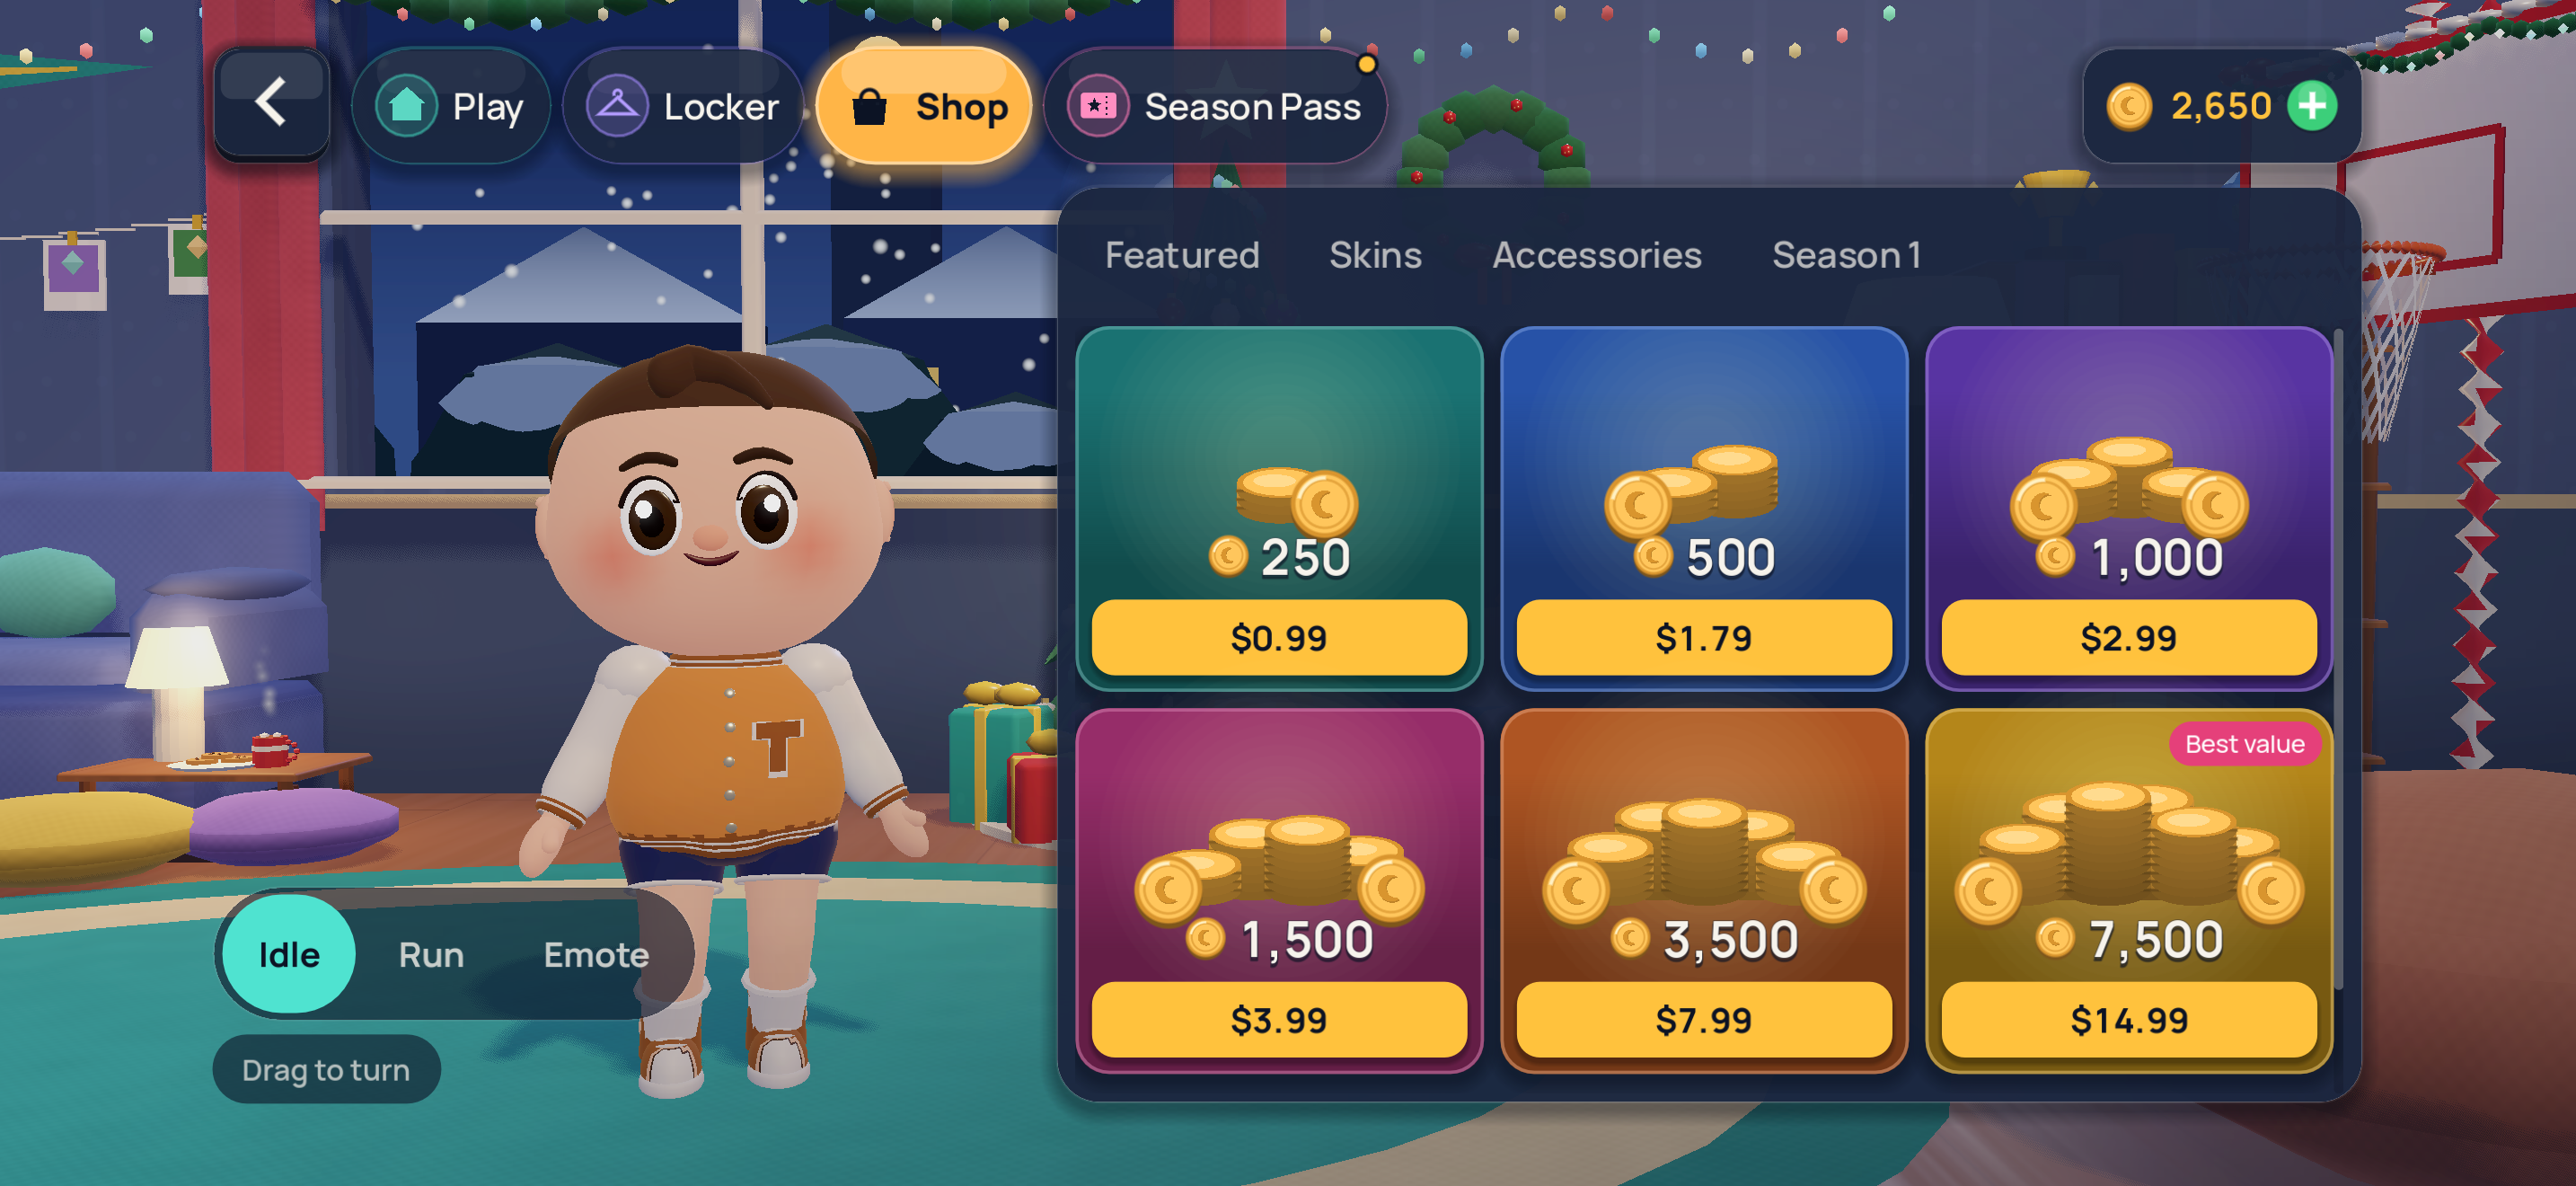 Play
Locker
Shop
Season Pass
2,650
Featured
Skins
Accessories
Season 1
250
500
1,000
$0.99
$1.79
$2.99
Best value
1,500
3,500
7,500
$3.99
$7.99
$14.99
T
Idle
Run
Emote
Drag to turn